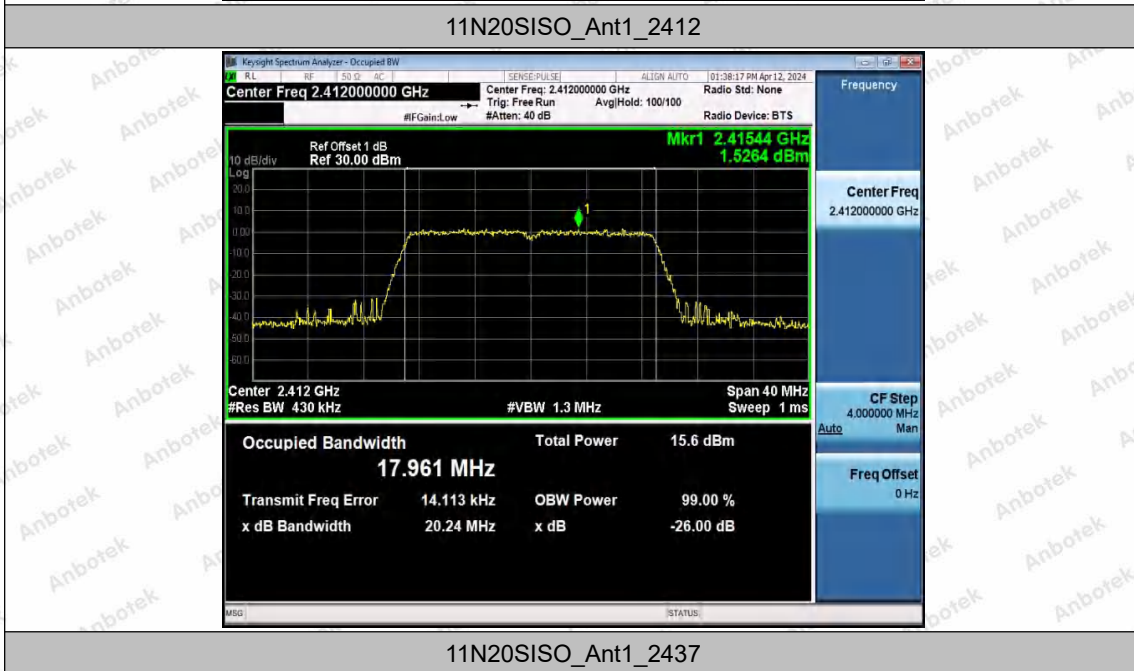 11N20SISO_Ant1_2412
Keysight Spectrum Analyzer - Occupied BW
RL RF 50 Ω AC SENSE:PULSE ALIGN AUTO 01:38:17 PM Apr 12, 2024
Center Freq 2.412000000 GHz
Center Freq: 2.412000000 GHz
Radio Std: None
Trig: Free Run Avg|Hold: 100/100
#IFGain:Low #Atten: 40 dB Radio Device: BTS
Frequency
Mkr1 2.41544 GHz
1.5264 dBm
Ref Offset 1 dB
10 dB/div Ref 30.00 dBm
Log
20.0
10.0
0.00
-10.0
-20.0
-30.0
-40.0
-50.0
-60.0
1
Center 2.412 GHz Span 40 MHz
#Res BW 430 kHz #VBW 1.3 MHz Sweep 1 ms
Center Freq
2.412000000 GHz
CF Step
4.000000 MHz
Auto Man
Freq Offset
0 Hz
Occupied Bandwidth Total Power 15.6 dBm
17.961 MHz
Transmit Freq Error 14.113 kHz OBW Power 99.00 %
x dB Bandwidth 20.24 MHz x dB -26.00 dB
MSG STATUS
11N20SISO_Ant1_2437
Anbotek